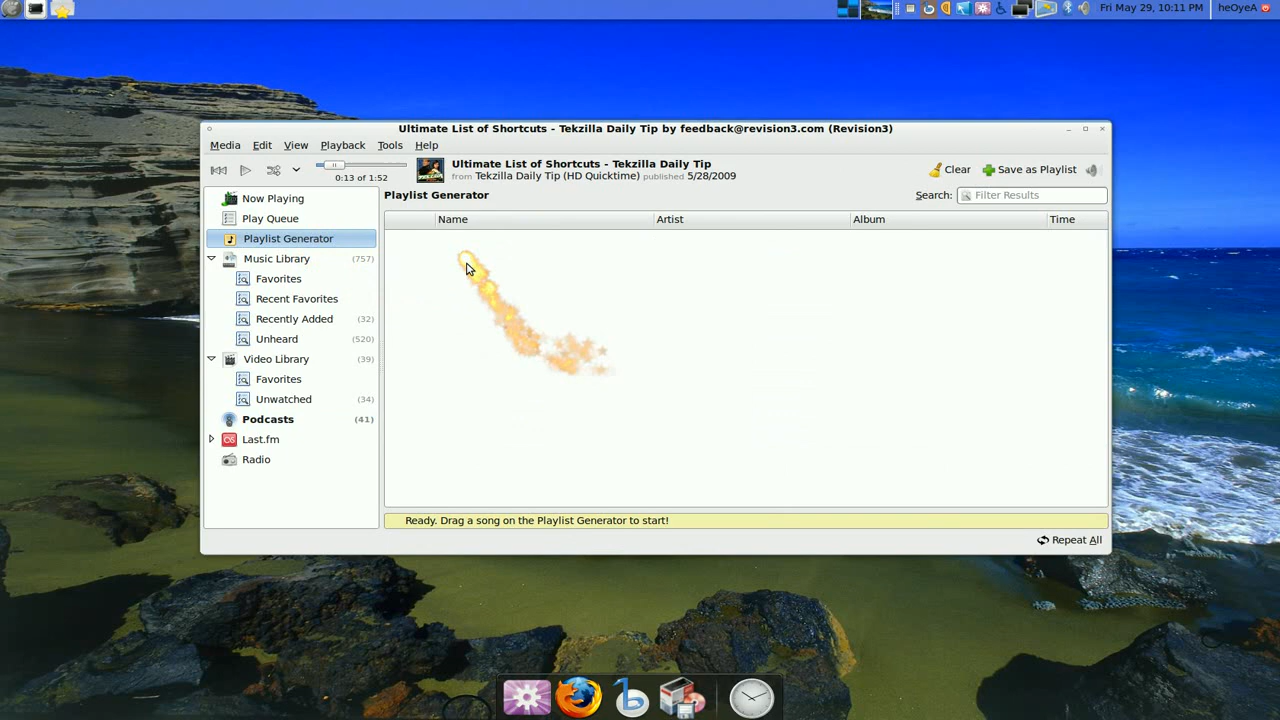 Fri May 29, 10:11 PM heOyeA
Ultimate List of Shortcuts - Tekzilla Daily Tip by feedback@revision3.com (Revision3)
Media Edit View Playback Tools Help
0:13 of 1:52
Ultimate List of Shortcuts - Tekzilla Daily Tip
from Tekzilla Daily Tip (HD Quicktime) published 5/28/2009
Clear Save as Playlist
Now Playing
Play Queue
Playlist Generator
Music Library (757)
Favorites
Recent Favorites
Recently Added (32)
Unheard (520)
Video Library (39)
Favorites
Unwatched (34)
Podcasts (41)
Last.fm
Radio
Playlist Generator
Search: Filter Results
Name Artist Album Time
Ready. Drag a song on the Playlist Generator to start!
Repeat All